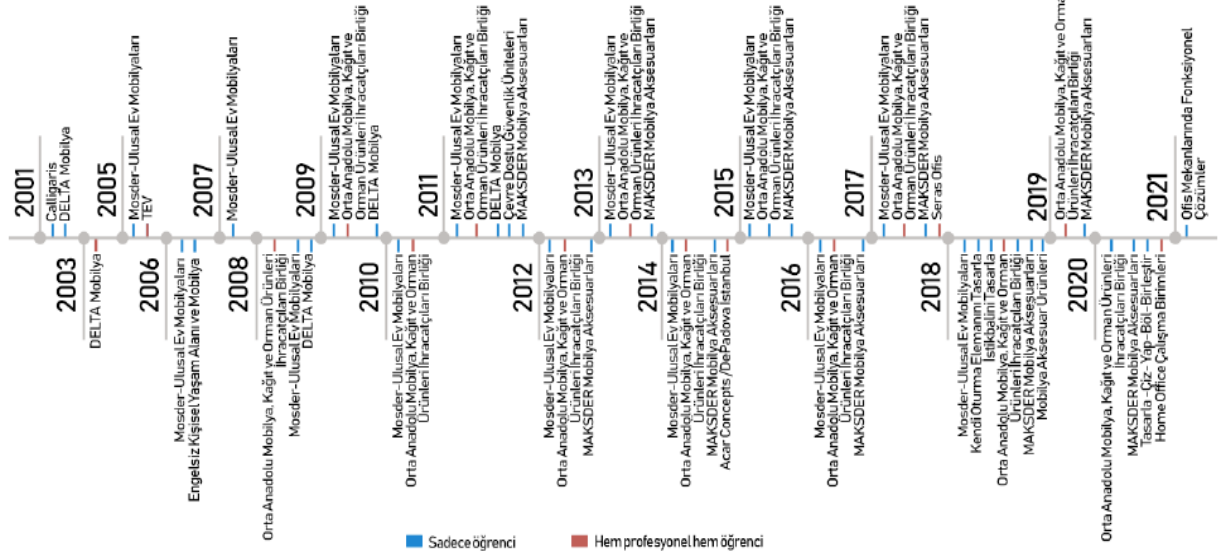 2001
Calligaris
DELTA Mobilya
2003
DELTA Mobilya
2005
Mosder-Ulusal Ev Mobilyaları
TEV
2006
Mosder-Ulusal Ev Mobilyaları
Engelsiz Kişisel Yaşam Alanı ve Mobilya
2007
Mosder-Ulusal Ev Mobilyaları
2008
Orta Anadolu Mobilya, Kağıt ve Orman Ürünleri
İhracatçıları Birliği
Mosder-Ulusal Ev Mobilyaları
DELTA Mobilya
2009
Mosder-Ulusal Ev Mobilyaları
Orta Anadolu Mobilya, Kağıt ve
Orman Ürünleri İhracatçıları Birliği
DELTA Mobilya
2010
Mosder-Ulusal Ev Mobilyaları
Orta Anadolu Mobilya, Kağıt ve Orman
Ürünleri İhracatçıları Birliği
2011
Mosder-Ulusal Ev Mobilyaları
Orta Anadolu Mobilya, Kağıt ve
Orman Ürünleri İhracatçıları Birliği
DELTA Mobilya
Çevre Dostu Güvenlik Üniteleri
MAKSDER Mobilya Aksesuarları
2012
Mosder-Ulusal Ev Mobilyaları
Orta Anadolu Mobilya, Kağıt ve Orman
Ürünleri İhracatçıları Birliği
MAKSDER Mobilya Aksesuarları
2013
Mosder-Ulusal Ev Mobilyaları
Orta Anadolu Mobilya, Kağıt ve
Orman Ürünleri İhracatçıları Birliği
MAKSDER Mobilya Aksesuarları
2014
Mosder-Ulusal Ev Mobilyaları
Orta Anadolu Mobilya, Kağıt ve Orman
Ürünleri İhracatçıları Birliği
MAKSDER Mobilya Aksesuarları
Acar Concepts /DePadova İstanbul
2015
Mosder-Ulusal Ev Mobilyaları
Orta Anadolu Mobilya, Kağıt ve
Orman Ürünleri İhracatçıları Birliği
MAKSDER Mobilya Aksesuarları
2016
Mosder-Ulusal Ev Mobilyaları
Orta Anadolu Mobilya, Kağıt ve Orman
Ürünleri İhracatçıları Birliği
MAKSDER Mobilya Aksesuarları
2017
Mosder-Ulusal Ev Mobilyaları
Orta Anadolu Mobilya, Kağıt ve
Orman Ürünleri İhracatçıları Birliği
MAKSDER Mobilya Aksesuarları
Seras Ofis
2018
Mosder-Ulusal Ev Mobilyaları
Kendi Oturma Elemanını Tasarla
İstikbalini Tasarla
Orta Anadolu Mobilya, Kağıt ve Orman
Ürünleri İhracatçıları Birliği
MAKSDER Mobilya Aksesuarları
Mobilya Aksesuar Ürünleri
2019
Orta Anadolu Mobilya, Kağıt ve Orma
Ürünleri İhracatçıları Birliği
MAKSDER Mobilya Aksesuarları
2020
Orta Anadolu Mobilya, Kağıt ve Orman Ürünleri
İhracatçıları Birliği
MAKSDER Mobilya Aksesuarları
Tasarla -Çiz- Yap-Böl-Birleştir
Home Office Çalışma Birimleri
2021
Ofis Mekanlarında Fonksiyonel
Çözümler
Sadece öğrenci
Hem profesyonel hem öğrenci